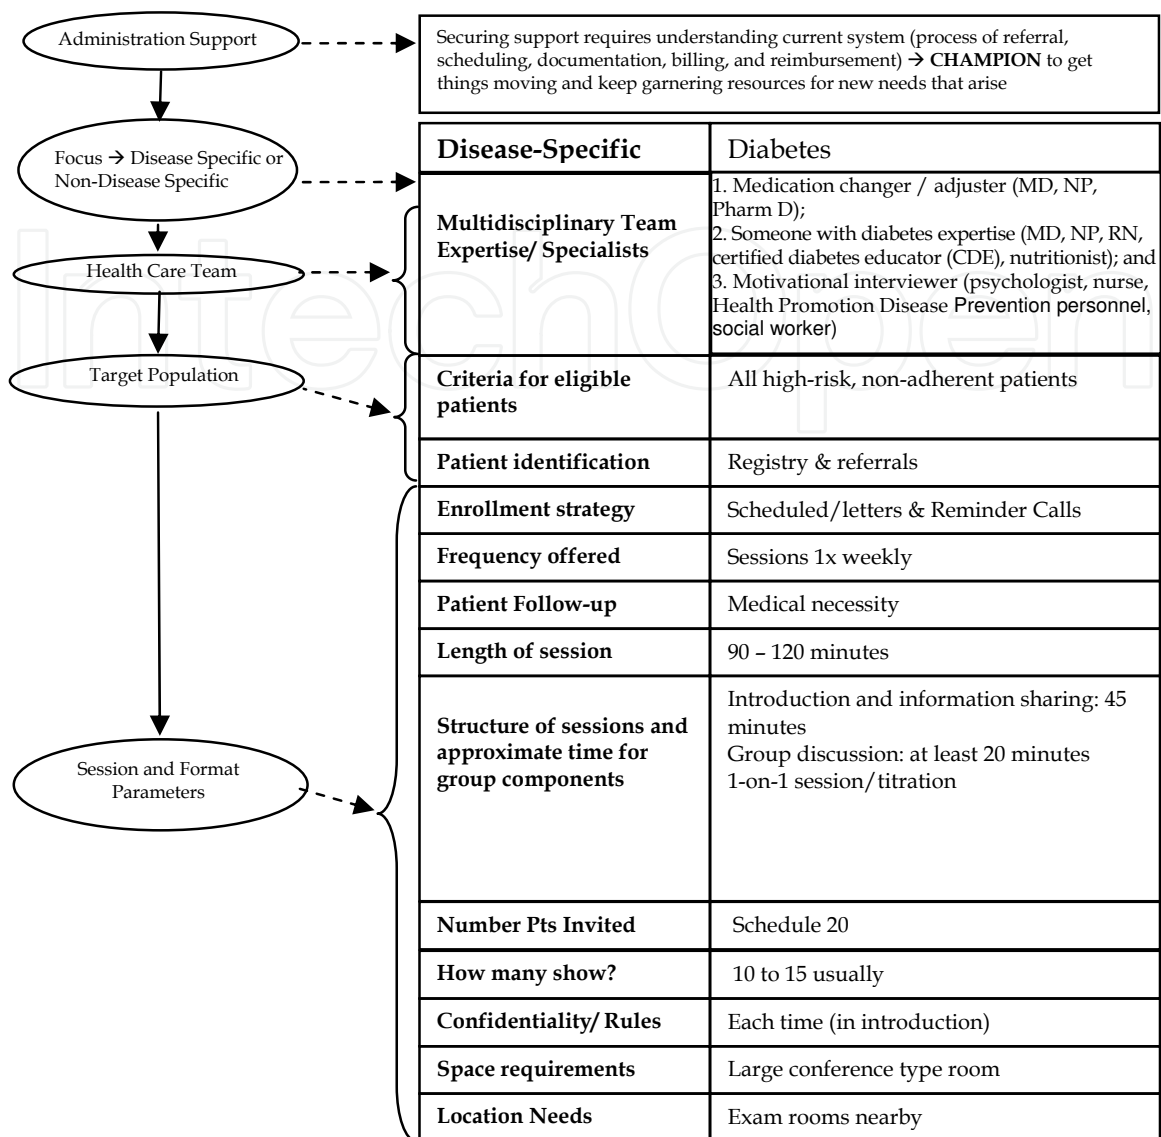 Administration Support
Securing support requires understanding current system (process of referral,
scheduling, documentation, billing, and reimbursement) → CHAMPION to get
things moving and keep garnering resources for new needs that arise
Focus → Disease Specific or
Non-Disease Specific
Health Care Team
Target Population
Session and Format
Parameters
Disease-Specific
Diabetes
Multidisciplinary Team
Expertise/ Specialists
1. Medication changer / adjuster (MD, NP,
Pharm D);
2. Someone with diabetes expertise (MD, NP, RN,
certified diabetes educator (CDE), nutritionist); and
3. Motivational interviewer (psychologist, nurse,
Health Promotion Disease Prevention personnel,
social worker)
Criteria for eligible
patients
All high-risk, non-adherent patients
Patient identification
Registry & referrals
Enrollment strategy
Scheduled/letters & Reminder Calls
Frequency offered
Sessions 1x weekly
Patient Follow-up
Medical necessity
Length of session
90 – 120 minutes
Structure of sessions and
approximate time for
group components
Introduction and information sharing: 45
minutes
Group discussion: at least 20 minutes
1-on-1 session/titration
Number Pts Invited
Schedule 20
How many show?
10 to 15 usually
Confidentiality/ Rules
Each time (in introduction)
Space requirements
Large conference type room
Location Needs
Exam rooms nearby
IntechOpen